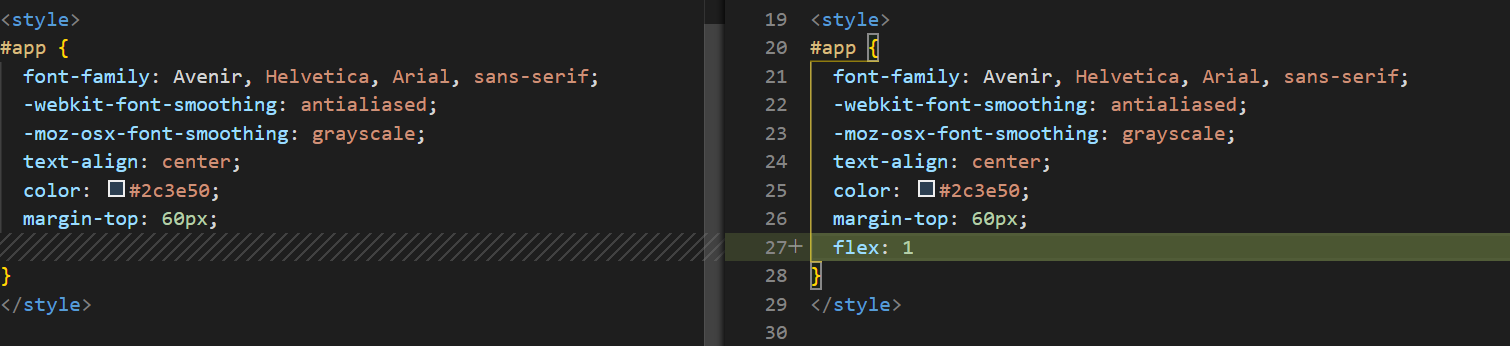 <style>
#app {
  font-family: Avenir, Helvetica, Arial, sans-serif;
  -webkit-font-smoothing: antialiased;
  -moz-osx-font-smoothing: grayscale;
  text-align: center;
  color: #2c3e50;
  margin-top: 60px;
}
</style>
19 <style>
20 #app {
21   font-family: Avenir, Helvetica, Arial, sans-serif;
22   -webkit-font-smoothing: antialiased;
23   -moz-osx-font-smoothing: grayscale;
24   text-align: center;
25   color: #2c3e50;
26   margin-top: 60px;
27+   flex: 1
28 }
29 </style>
30